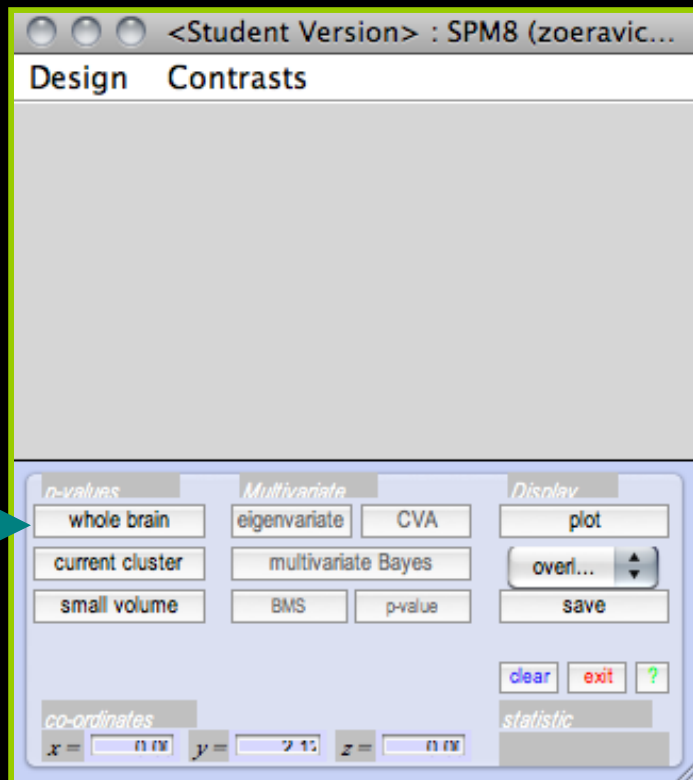 <Student Version> : SPM8 (zoeravic...
Design Contrasts
p-values Multivariate Display
whole brain eigenvariate CVA plot
current cluster multivariate Bayes overl...
small volume BMS p-value save
clear exit ?
co-ordinates statistic
x = y = z =